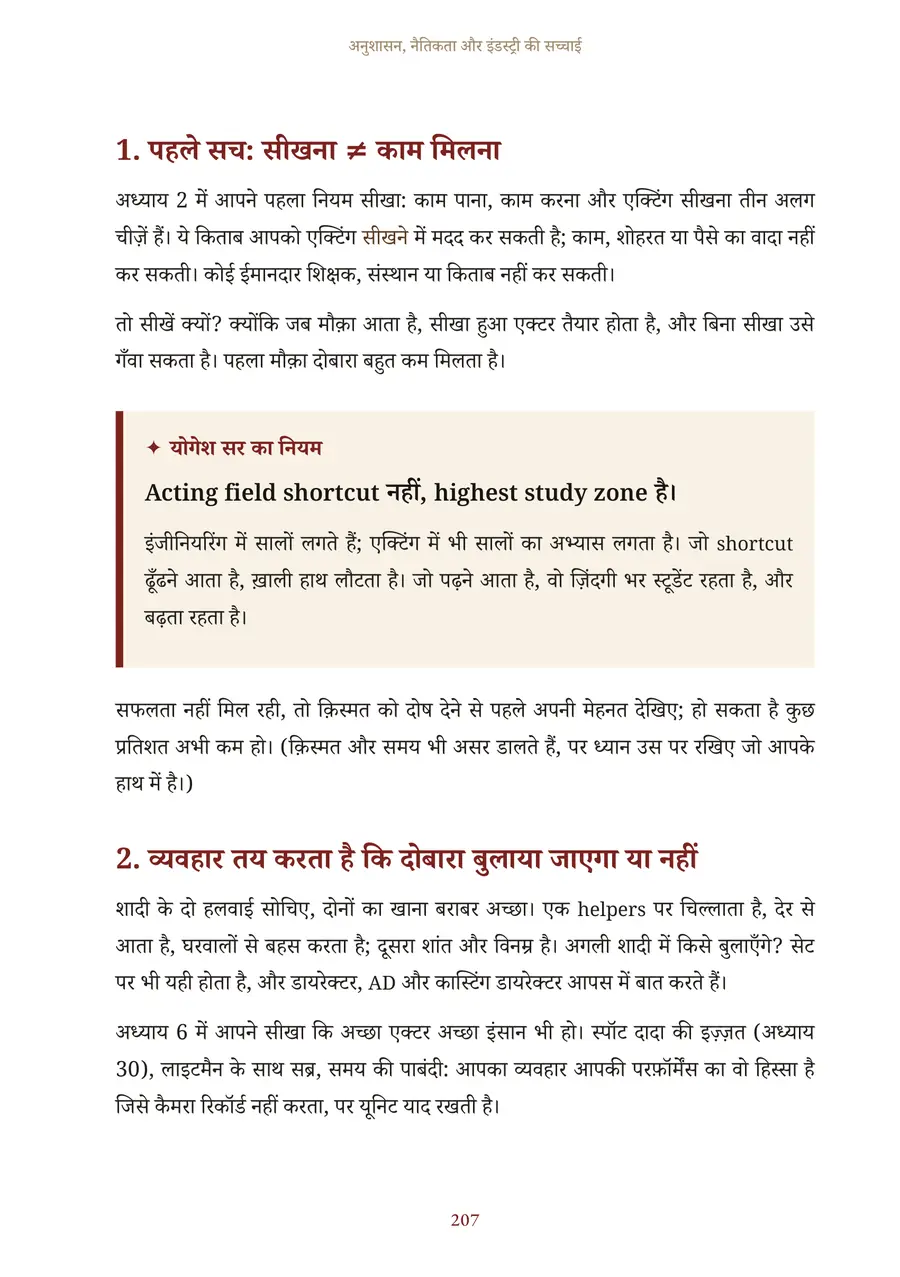 अनुशासन, नैतिकता और इंडस्ट्री की सच्चाई
1. पहले सच: सीखना ≠ काम मिलना
अध्याय 2 में आपने पहला नियम सीखा: काम पाना, काम करना और एक्टिंग सीखना तीन अलग
चीज़ें हैं। ये किताब आपको एक्टिंग सीखने में मदद कर सकती है; काम, शोहरत या पैसे का वादा नहीं
कर सकती। कोई ईमानदार शिक्षक, संस्थान या किताब नहीं कर सकती।
तो सीखें क्यों? क्योंकि जब मौक़ा आता है, सीखा हुआ एक्टर तैयार होता है, और बिना सीखा उसे
गँवा सकता है। पहला मौक़ा दोबारा बहुत कम मिलता है।
✦ योगेश सर का नियम
Acting field shortcut नहीं, highest study zone है।
इंजीनियरिंग में सालों लगते हैं; एक्टिंग में भी सालों का अभ्यास लगता है। जो shortcut
ढूँढने आता है, ख़ाली हाथ लौटता है। जो पढ़ने आता है, वो ज़िंदगी भर स्टूडेंट रहता है, और
बढ़ता रहता है।
सफलता नहीं मिल रही, तो क़िस्मत को दोष देने से पहले अपनी मेहनत देखिए; हो सकता है कुछ
प्रतिशत अभी कम हो। (क़िस्मत और समय भी असर डालते हैं, पर ध्यान उस पर रखिए जो आपके
हाथ में है।)
2. व्यवहार तय करता है कि दोबारा बुलाया जाएगा या नहीं
शादी के दो हलवाई सोचिए, दोनों का खाना बराबर अच्छा। एक helpers पर चिल्लाता है, देर से
आता है, घरवालों से बहस करता है; दूसरा शांत और विनम्र है। अगली शादी में किसे बुलाएँगे? सेट
पर भी यही होता है, और डायरेक्टर, AD और कास्टिंग डायरेक्टर आपस में बात करते हैं।
अध्याय 6 में आपने सीखा कि अच्छा एक्टर अच्छा इंसान भी हो। स्पॉट दादा की इज़्ज़त (अध्याय
30), लाइटमैन के साथ सब्र, समय की पाबंदी: आपका व्यवहार आपकी परफ़ॉर्मेंस का वो हिस्सा है
जिसे कैमरा रिकॉर्ड नहीं करता, पर यूनिट याद रखती है।
207